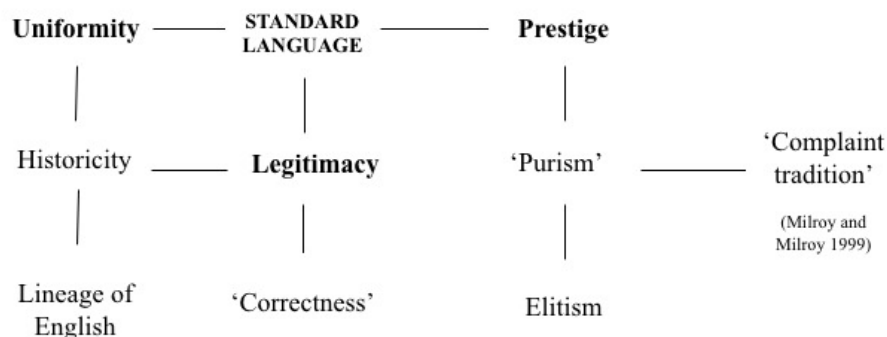 Uniformity
STANDARD
LANGUAGE
Prestige
Historicity
Legitimacy
‘Purism’
‘Complaint
tradition’
(Milroy and
Milroy 1999)
Lineage of
English
‘Correctness’
Elitism